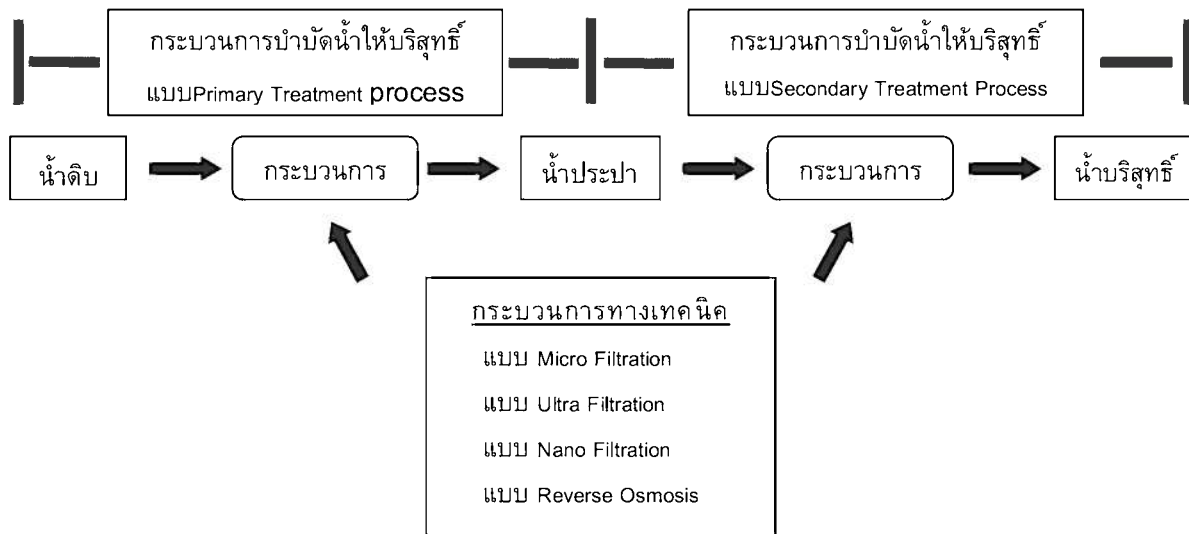 กระบวนการบำบัดน้ำให้บริสุทธิ์
แบบPrimary Treatment process
กระบวนการบำบัดน้ำให้บริสุทธิ์
แบบSecondary Treatment Process
น้ำดิบ
กระบวนการ
น้ำประปา
กระบวนการ
น้ำบริสุทธิ์
กระบวนการทางเทคนิค
แบบ Micro Filtration
แบบ Ultra Filtration
แบบ Nano Filtration
แบบ Reverse Osmosis